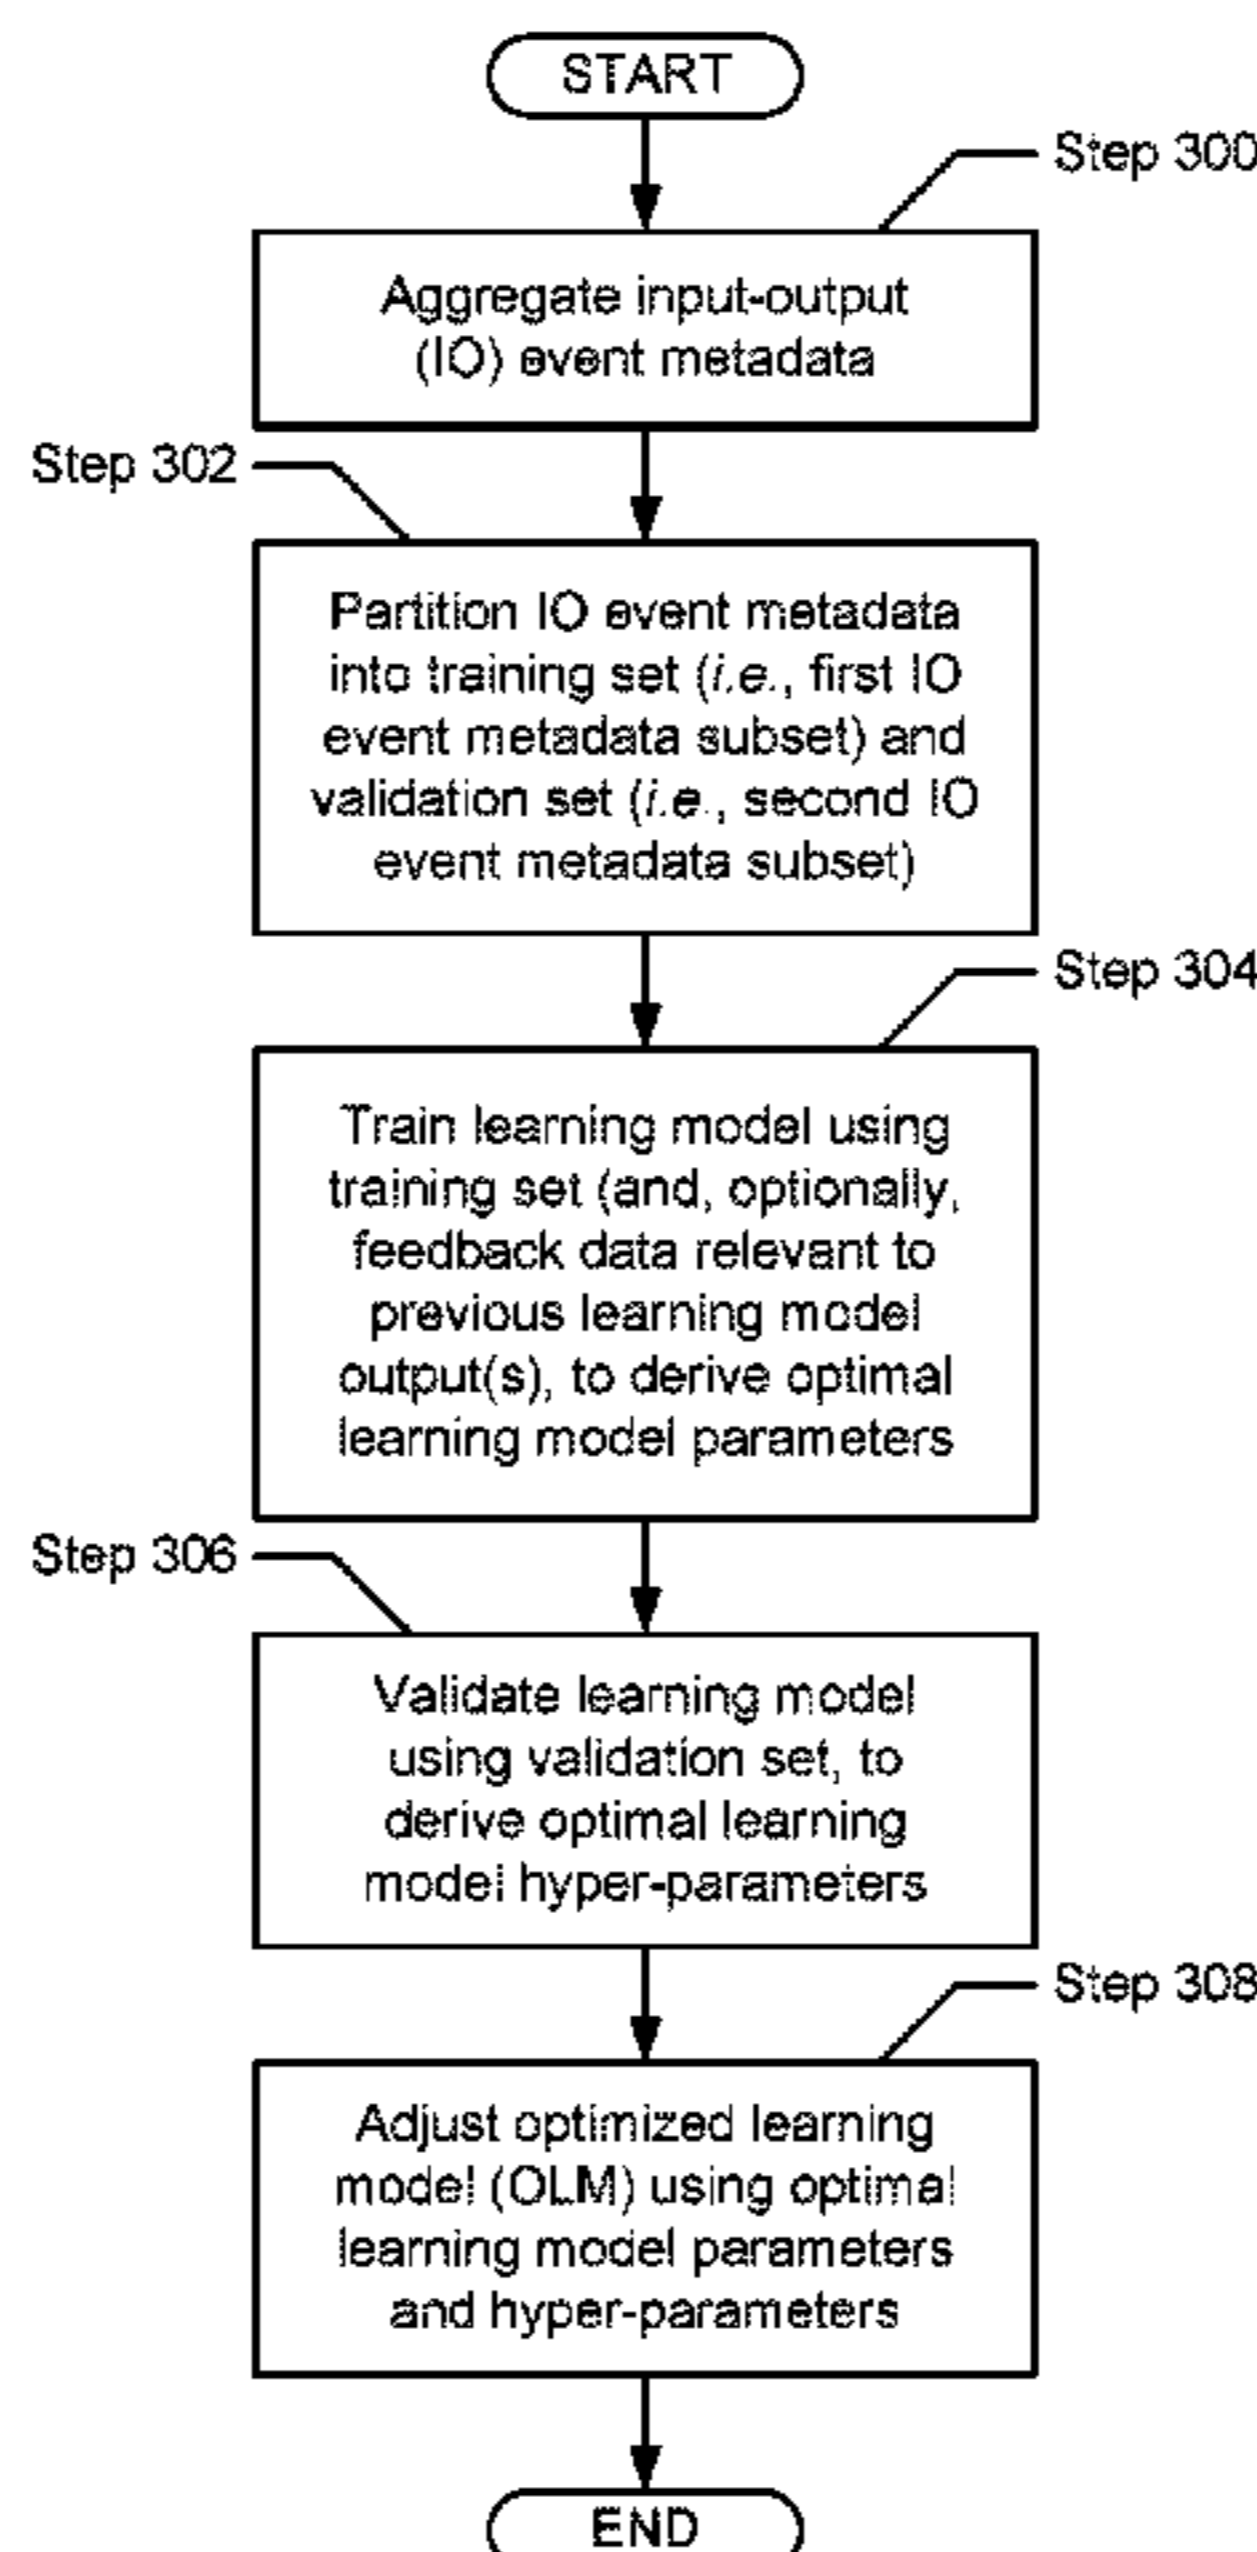 START
Step 300
Aggregate input-output
(IO) event metadata
Step 302
Partition IO event metadata
into training set (i.e., first IO
event metadata subset) and
validation set (i.e., second IO
event metadata subset)
Step 304
Train learning model using
training set (and, optionally,
feedback data relevant to
previous learning model
output(s), to derive optimal
learning model parameters
Step 306
Validate learning model
using validation set, to
derive optimal learning
model hyper-parameters
Step 308
Adjust optimized learning
model (OLM) using optimal
learning model parameters
and hyper-parameters
END